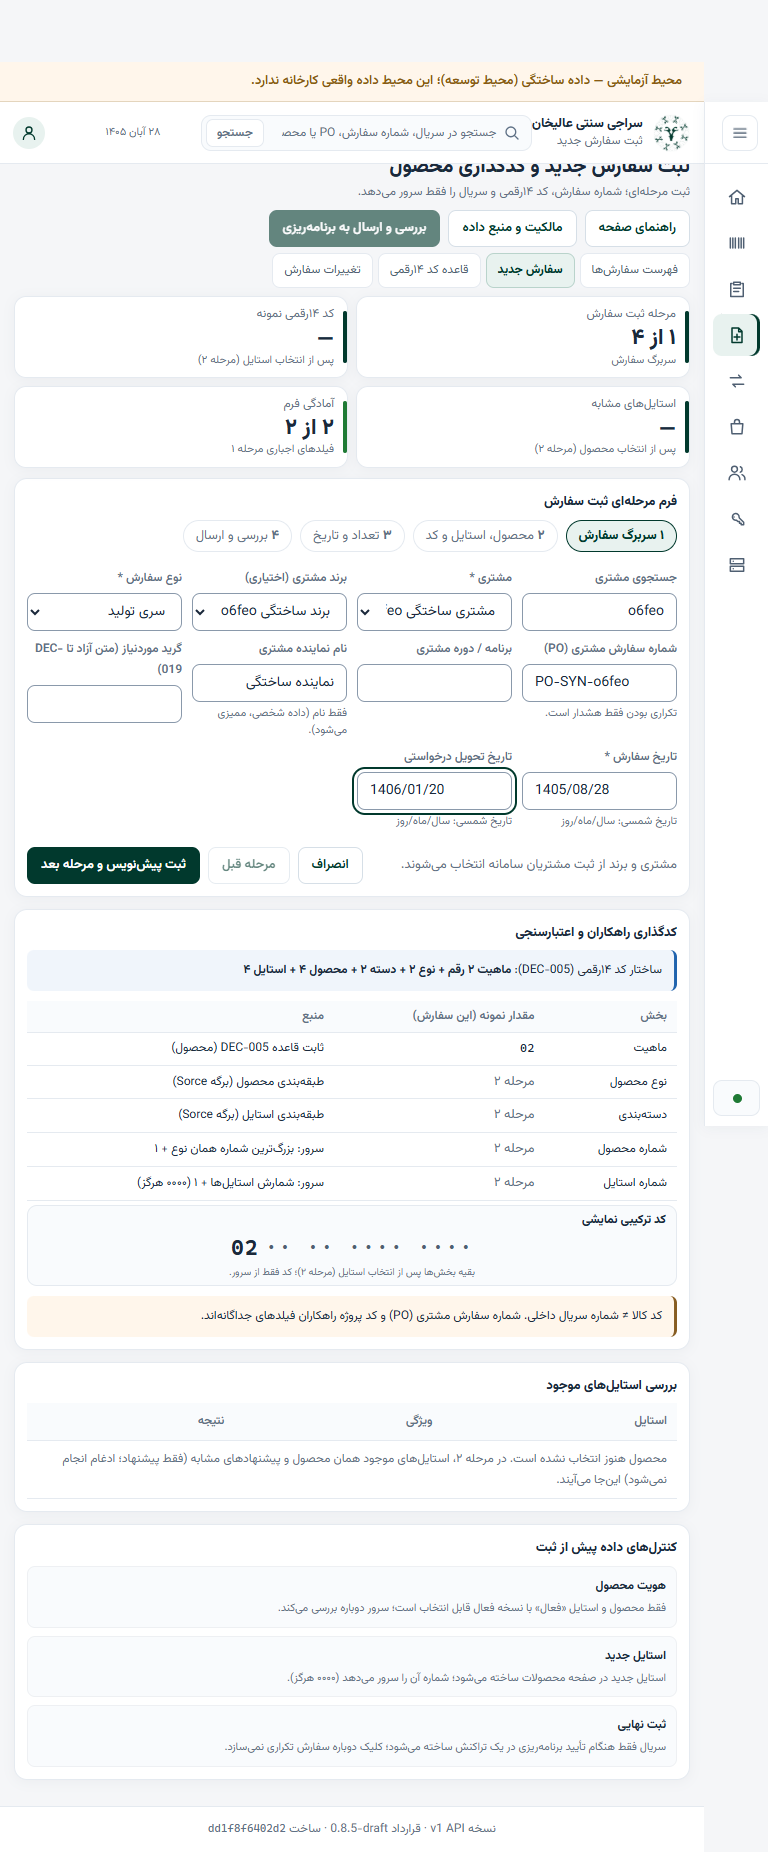 محیط آزمایشی — داده ساختگی (محیط توسعه)؛ این محیط داده واقعی کارخانه ندارد.
سراجی سنتی عالیخان
ثبت سفارش جدید
جستجو در سریال، شماره سفارش، PO یا محصـ
جستجو
۲۸ آبان ۱۴۰۵
ثبت سفارش جدید و کدگذاری محصول
ثبت مرحله‌ای؛ شماره سفارش، کد ۱۴رقمی و سریال را فقط سرور می‌دهد.
راهنمای صفحه
مالکیت و منبع داده
بررسی و ارسال به برنامه‌ریزی
فهرست سفارش‌ها
سفارش جدید
قاعده کد ۱۴رقمی
تغییرات سفارش
مرحله ثبت سفارش
۱ از ۴
سربرگ سفارش
کد ۱۴رقمی نمونه
—
پس از انتخاب استایل (مرحله ۲)
استایل‌های مشابه
—
پس از انتخاب محصول (مرحله ۲)
آمادگی فرم
۲ از ۲
فیلدهای اجباری مرحله ۱
فرم مرحله‌ای ثبت سفارش
۱ سربرگ سفارش
۲ محصول، استایل و کد
۳ تعداد و تاریخ
۴ بررسی و ارسال
جستجوی مشتری
مشتری *
برند مشتری (اختیاری)
نوع سفارش *
o6feo
مشتری ساختگی feo
برند ساختگی o6feo
سری تولید
شماره سفارش مشتری (PO)
برنامه / دوره مشتری
نام نماینده مشتری
گرید موردنیاز (متن آزاد تا DEC-019)
PO-SYN-o6feo
نماینده ساختگی
تکراری بودن فقط هشدار است.
فقط نام (داده شخصی، ممیزی می‌شود).
تاریخ سفارش *
تاریخ تحویل درخواستی
1405/08/28
1406/01/20
تاریخ شمسی: سال/ماه/روز
تاریخ شمسی: سال/ماه/روز
مشتری و برند از ثبت مشتریان سامانه انتخاب می‌شوند.
انصراف
مرحله قبل
ثبت پیش‌نویس و مرحله بعد
کدگذاری راهکاران و اعتبارسنجی
ساختار کد ۱۴رقمی (DEC-005): ماهیت ۲ رقم + نوع ۲ + دسته ۲ + محصول ۴ + استایل ۴
بخش
مقدار نمونه (این سفارش)
منبع
ماهیت
02
ثابت قاعده DEC-005 (محصول)
نوع محصول
مرحله ۲
طبقه‌بندی محصول (برگه Sorce)
دسته‌بندی
مرحله ۲
طبقه‌بندی استایل (برگه Sorce)
شماره محصول
مرحله ۲
سرور: بزرگ‌ترین شماره همان نوع + ۱
شماره استایل
مرحله ۲
سرور: شمارش استایل‌ها + ۱ (۰۰۰۰ هرگز)
کد ترکیبی نمایشی
02 •• •• •••• ••••
بقیه بخش‌ها پس از انتخاب استایل (مرحله ۲)؛ کد فقط از سرور.
کد کالا ≠ شماره سریال داخلی. شماره سفارش مشتری (PO) و کد پروژه راهکاران فیلدهای جداگانه‌اند.
بررسی استایل‌های موجود
استایل
ویژگی
نتیجه
محصول هنوز انتخاب نشده است. در مرحله ۲، استایل‌های موجود همان محصول و پیشنهادهای مشابه (فقط پیشنهاد؛ ادغام انجام
نمی‌شود) این‌جا می‌آیند.
کنترل‌های داده پیش از ثبت
هویت محصول
فقط محصول و استایل «فعال» با نسخه فعال قابل انتخاب است؛ سرور دوباره بررسی می‌کند.
استایل جدید
استایل جدید در صفحه محصولات ساخته می‌شود؛ شماره آن را سرور می‌دهد (۰۰۰۰ هرگز).
ثبت نهایی
سریال فقط هنگام تأیید برنامه‌ریزی در یک تراکنش ساخته می‌شود؛ کلیک دوباره سفارش تکراری نمی‌سازد.
نسخه v1 API · قرارداد 0.8.5-draft · ساخت dd1f8f6402d2